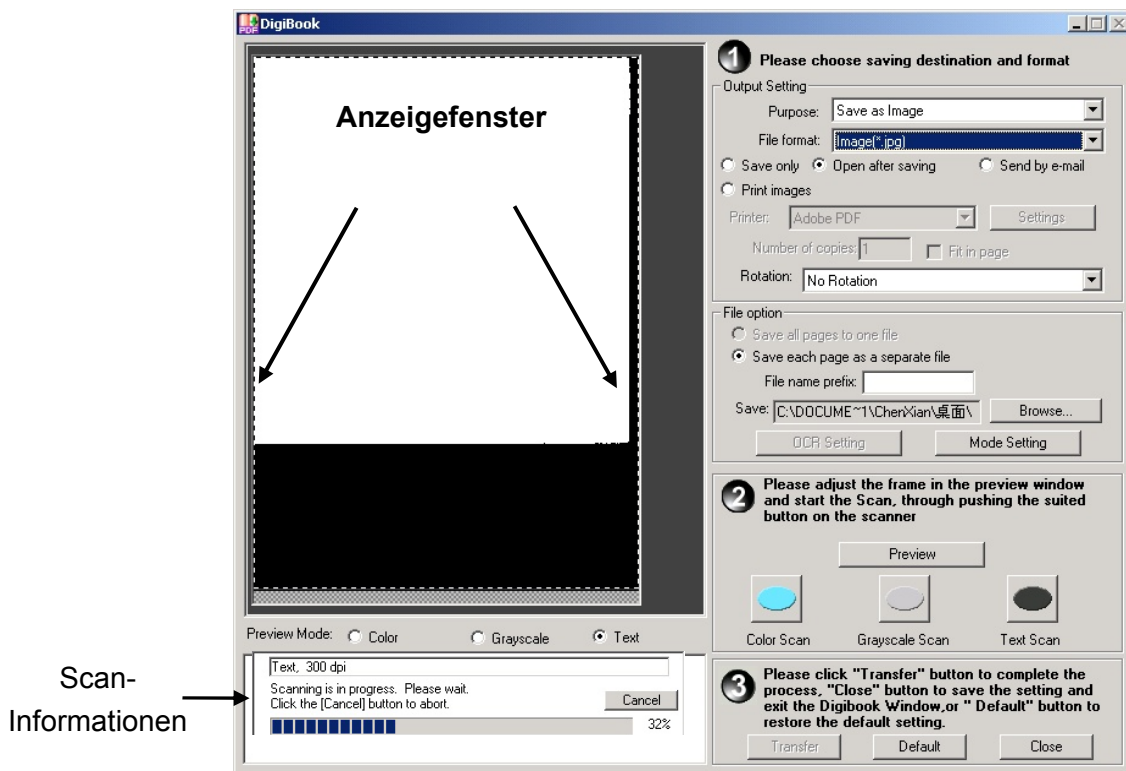 DigiBook
Anzeigefenster
Preview Mode: Color Grayscale Text
Scan-
Informationen
Text, 300 dpi
Scanning is in progress. Please wait.
Click the [Cancel] button to abort.
Cancel
32%
1 Please choose saving destination and format
Output Setting
Purpose: Save as Image
File format: Image(*.jpg)
Save only Open after saving Send by e-mail
Print images
Printer: Adobe PDF Settings
Number of copies: 1 Fit in page
Rotation: No Rotation
File option
Save all pages to one file
Save each page as a separate file
File name prefix:
Save: C:\DOCUME~1\ChenXian\桌面\ Browse...
OCR Setting Mode Setting
2 Please adjust the frame in the preview window
and start the Scan, through pushing the suited
button on the scanner
Preview
Color Scan Grayscale Scan Text Scan
3 Please click "Transfer" button to complete the
process, "Close" button to save the setting and
exit the Digibook Window,or " Default" button to
restore the default setting.
Transfer Default Close